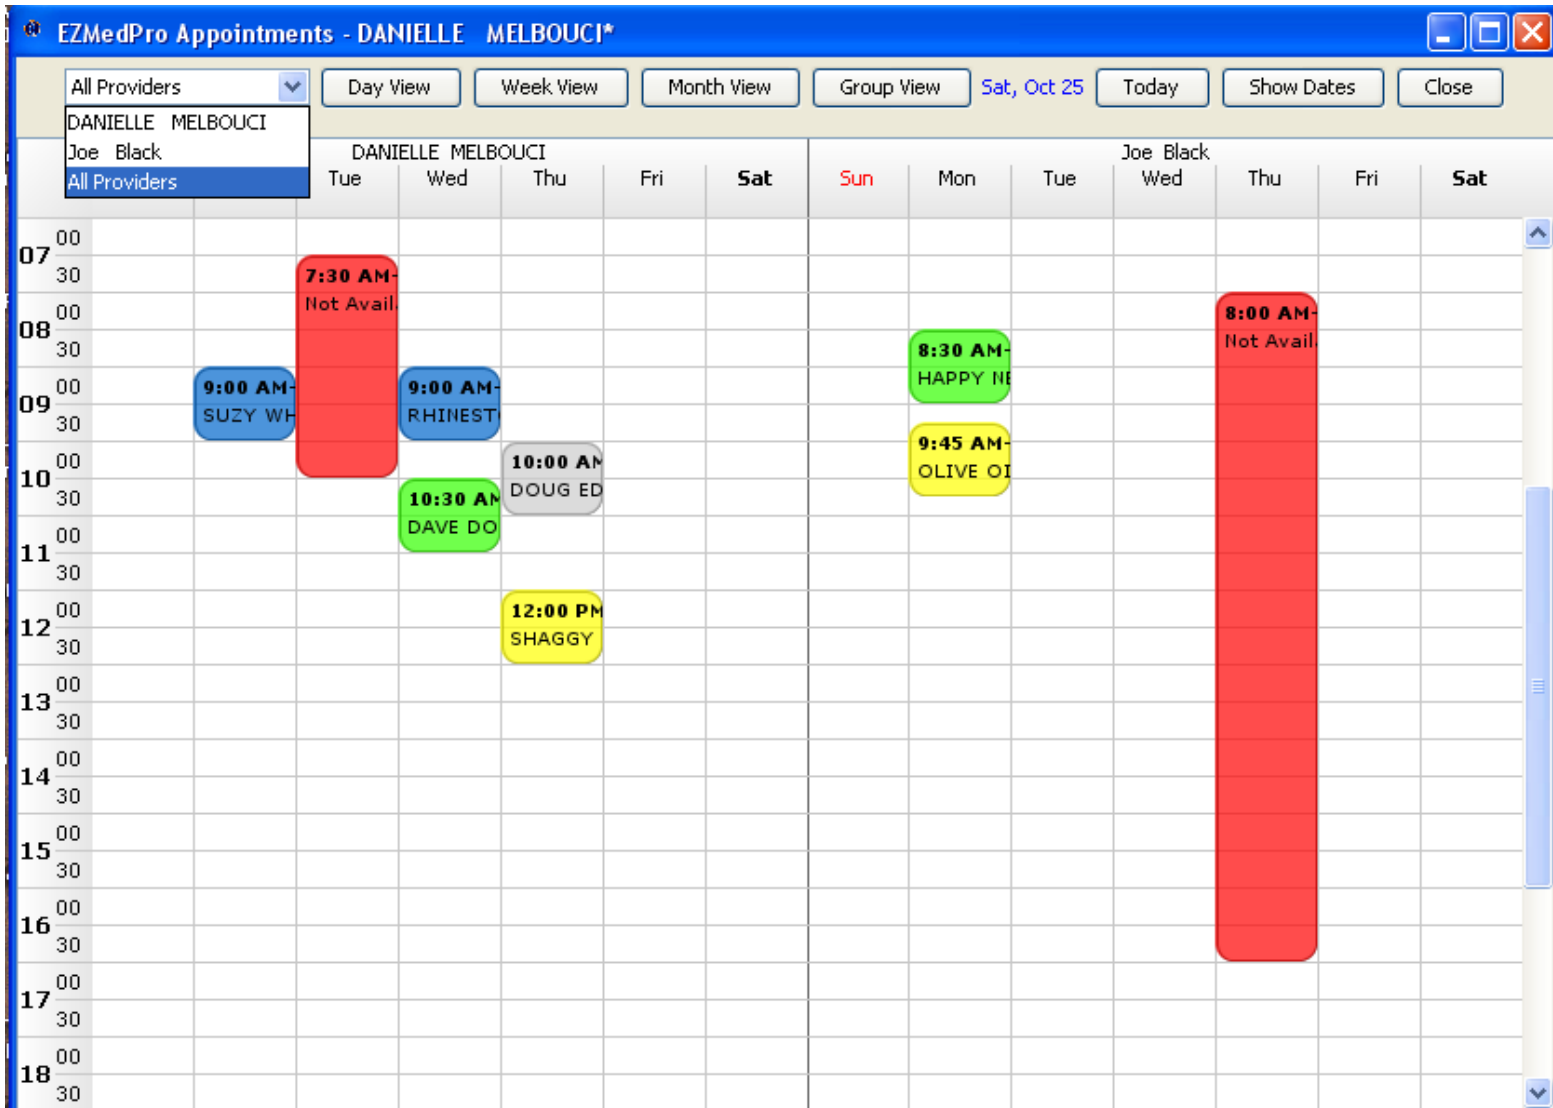 EZMedPro Appointments - DANIELLE MELBOUCI*
All Providers Day View Week View Month View Group View Sat, Oct 25 Today Show Dates Close
DANIELLE MELBOUCI
Joe Black
All Providers
DANIELLE MELBOUCI Joe Black
Tue Wed Thu Fri Sat Sun Mon Tue Wed Thu Fri Sat
07 00
30
7:30 AM-
Not Avail
08 00
30
8:00 AM-
Not Avail
8:30 AM-
HAPPY NE
09 00
30
9:00 AM-
SUZY WH
9:00 AM-
RHINEST
9:45 AM-
OLIVE OI
10 00
30
10:00 AM
DOUG ED
10:30 AM
DAVE DO
11 00
30
12 00
30
12:00 PM
SHAGGY
13 00
30
14 00
30
15 00
30
16 00
30
17 00
30
18 00
30